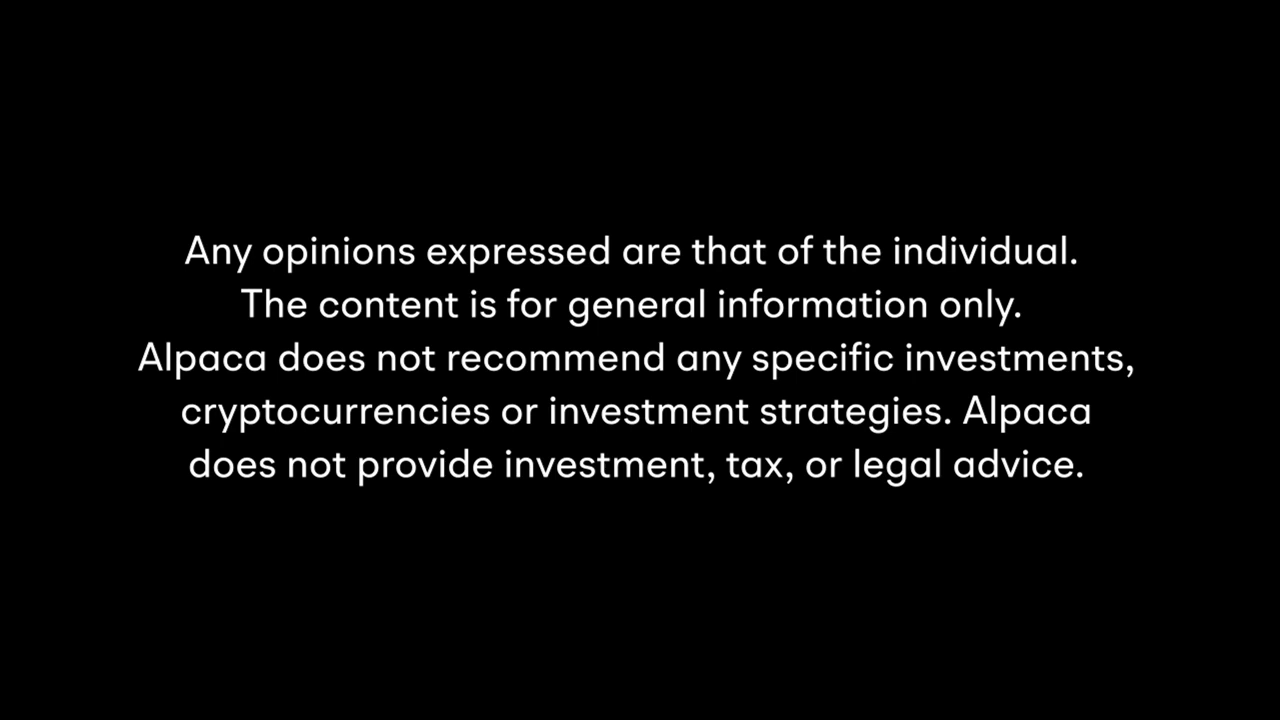 Any opinions expressed are that of the individual.
The content is for general information only.
Alpaca does not recommend any specific investments,
cryptocurrencies or investment strategies. Alpaca
does not provide investment, tax, or legal advice.